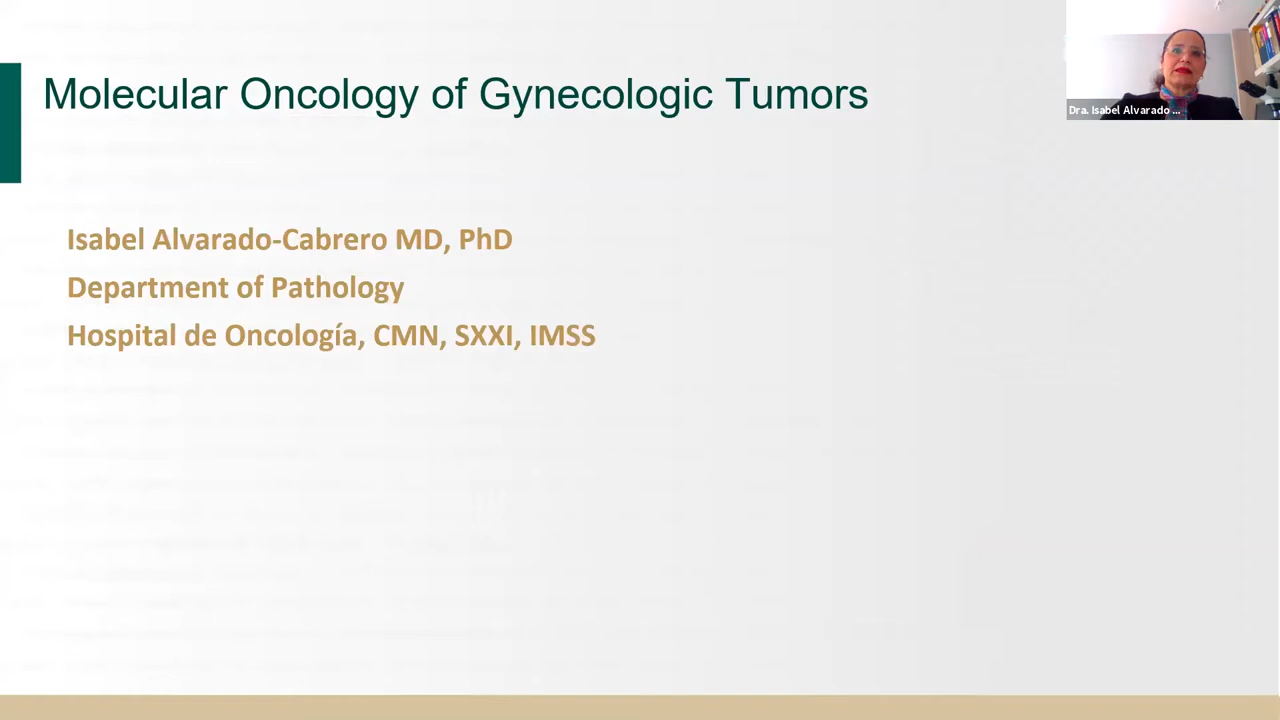 Molecular Oncology of Gynecologic Tumors
Dra. Isabel Alvarado ...
Isabel Alvarado-Cabrero MD, PhD
Department of Pathology
Hospital de Oncología, CMN, SXXI, IMSS